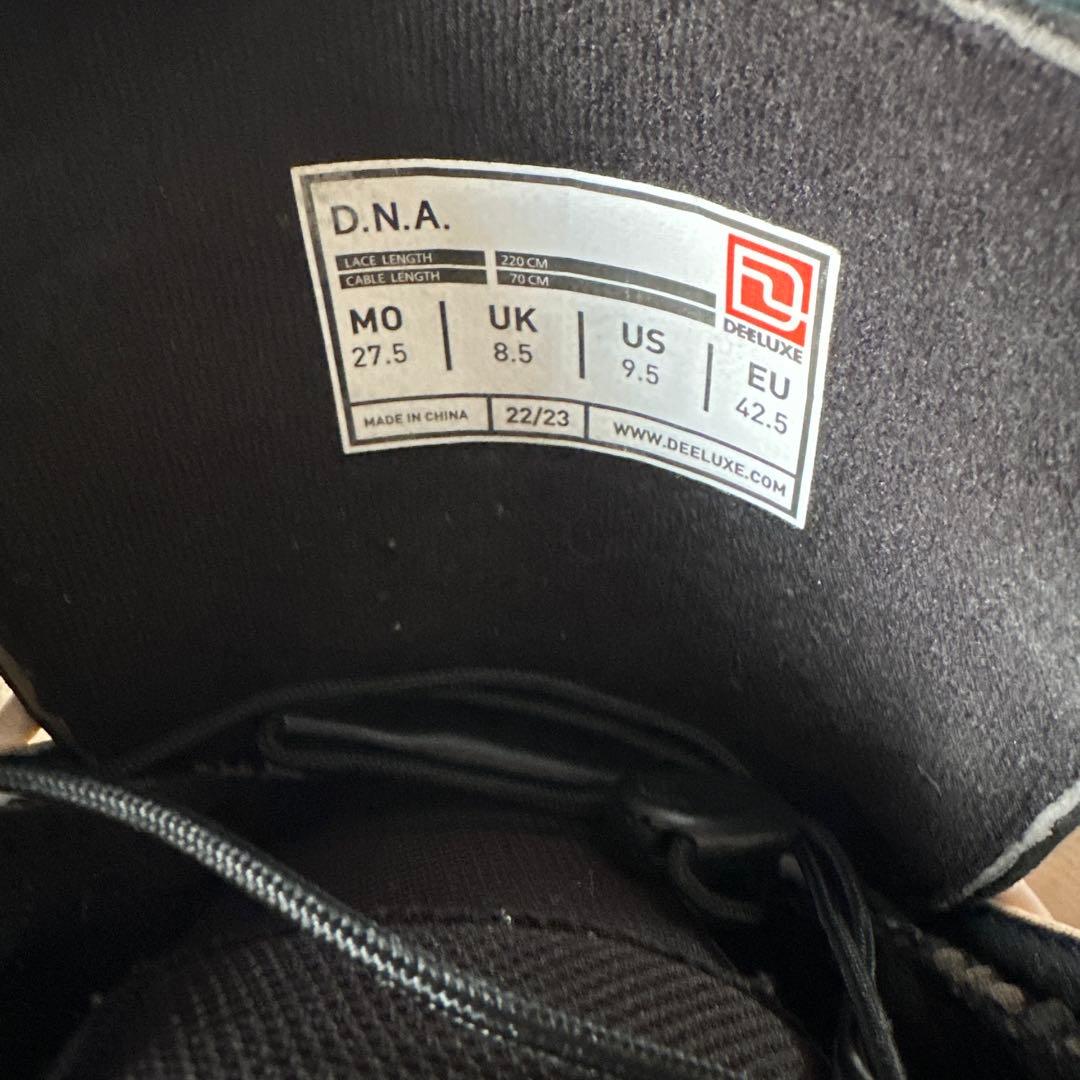 D.N.A.
LACE LENGTH 220 CM
CABLE LENGTH 70 CM
DEELUXE
MO UK US EU
27.5 8.5 9.5 42.5
MADE IN CHINA 22/23 WWW.DEELUXE.COM